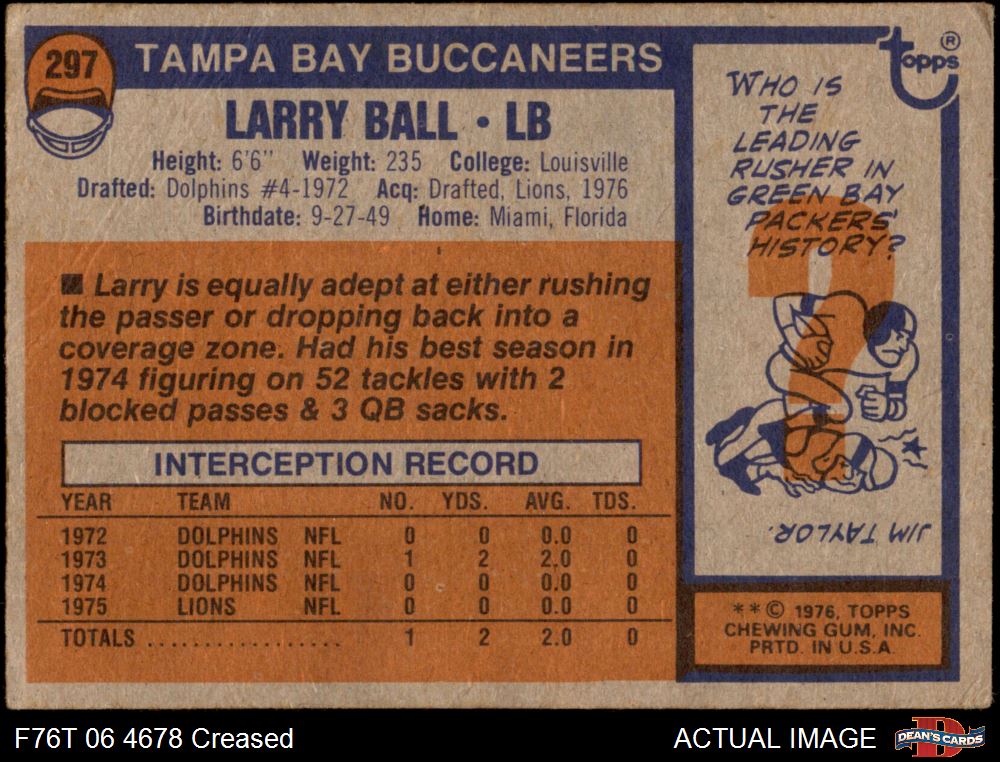 297
TAMPA BAY BUCCANEERS
LARRY BALL • LB
Height: 6'6" Weight: 235 College: Louisville
Drafted: Dolphins #4-1972 Acq: Drafted, Lions, 1976
Birthdate: 9-27-49 Home: Miami, Florida
Larry is equally adept at either rushing
the passer or dropping back into a
coverage zone. Had his best season in
1974 figuring on 52 tackles with 2
blocked passes & 3 QB sacks.
INTERCEPTION RECORD
YEAR TEAM NO. YDS. AVG. TDS.
1972 DOLPHINS NFL 0 0 0.0 0
1973 DOLPHINS NFL 1 2 2.0 0
1974 DOLPHINS NFL 0 0 0.0 0
1975 LIONS NFL 0 0 0.0 0
TOTALS .................. 1 2 2.0 0
topps ®
WHO IS
THE
LEADING
RUSHER IN
GREEN BAY
PACKERS'
HISTORY?
?
JIM TAYLOR.
**© 1976, TOPPS
CHEWING GUM, INC.
PRTD. IN U.S.A.
F76T 06 4678 Creased
ACTUAL IMAGE
D
DEAN'S CARDS